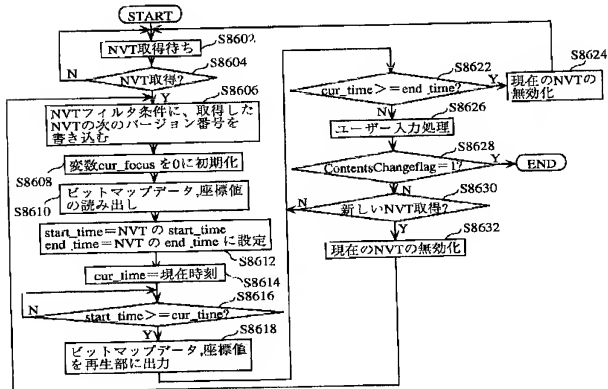 START
NVT取得待ち
S8602
S8604
N
NVT取得?
Y
S8606
NVTフィルタ条件に、取得した
NVTの次のバージョン番号を
書き込む
S8608
変数cur_focusを0に初期化
S8610
ビットマップデータ,座標値
の読み出し
start_time=NVTのstart_time
end_time=NVTのend_timeに設定
S8612
cur_time=現在時刻
S8614
S8616
N
start_time>=cur_time?
Y
S8618
ビットマップデータ,座標値
を再生部に出力
S8622
cur_time>=end_time?
Y
S8624
現在のNVTの
無効化
N
S8626
ユーザー入力処理
S8628
ContentsChangeflag=1?
Y
END
N
S8630
N
新しいNVT取得?
Y
S8632
現在のNVTの無効化